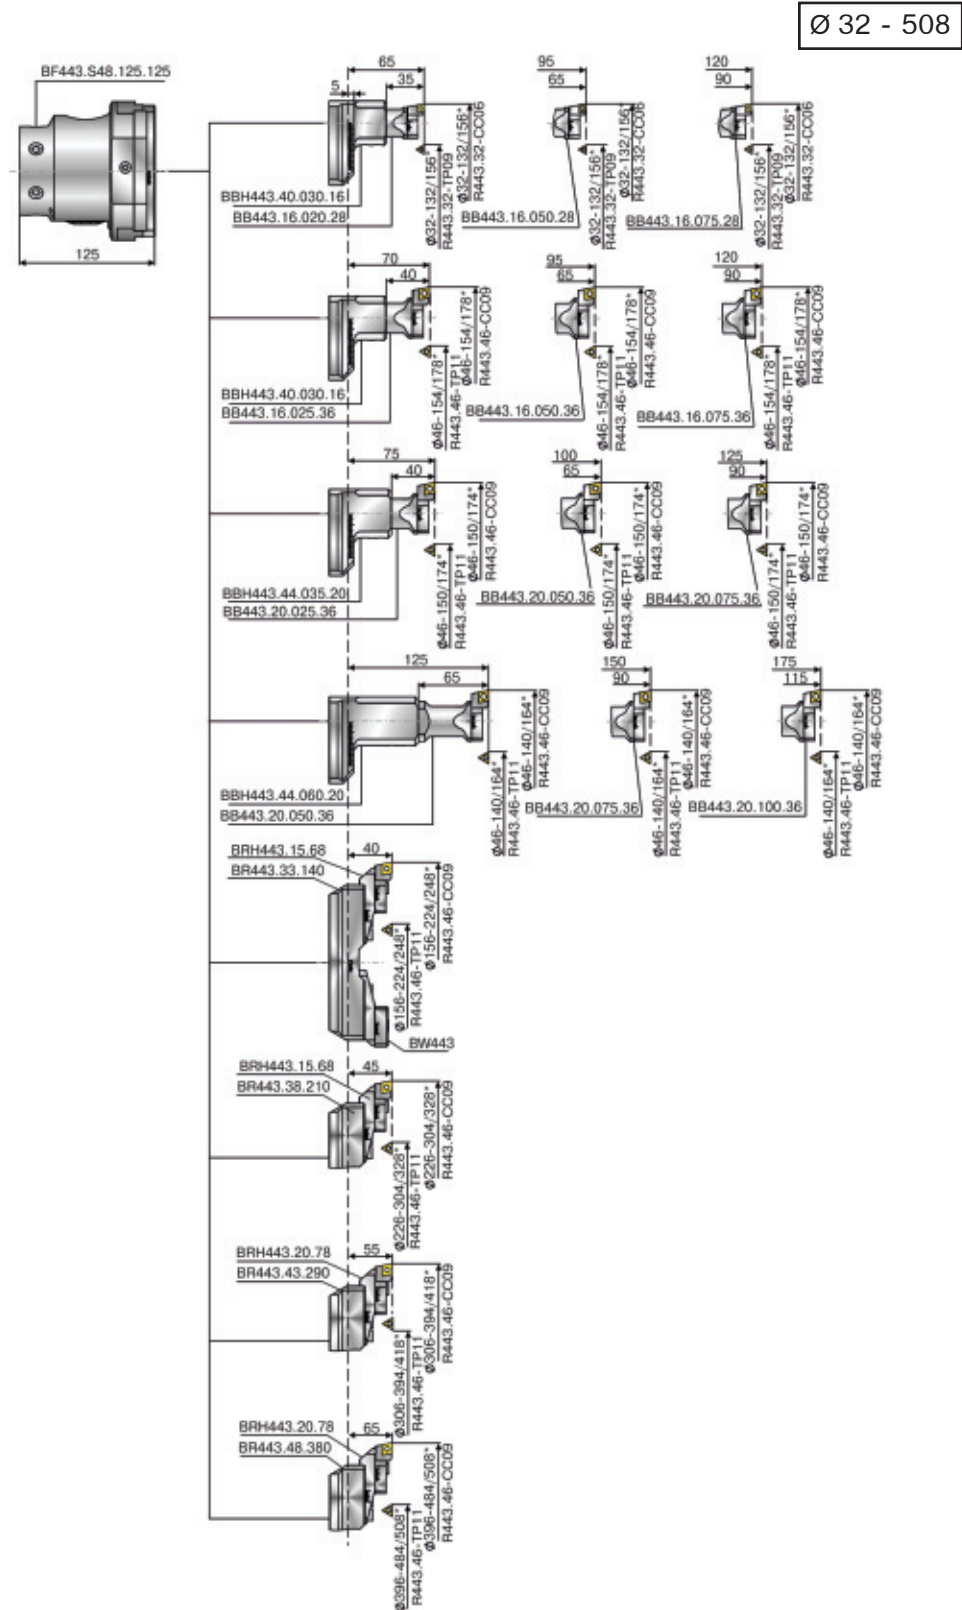 Ø 32 - 508
BF443.S48.125.125
125
65
35
5
BBH443.40.030.16
BB443.16.020.28
Ø32-132/156*
R443.32-TP09
Ø32-132/156*
R443.32-CC06
95
65
BB443.16.050.28
Ø32-132/156*
R443.32-TP09
Ø32-132/156*
R443.32-CC06
120
90
BB443.16.075.28
Ø32-132/156*
R443.32-TP09
Ø32-132/156*
R443.32-CC06
70
40
BBH443.40.030.16
BB443.16.025.36
Ø46-154/178*
R443.46-TP11
Ø46-154/178*
R443.46-CC09
95
65
BB443.16.050.36
Ø46-154/178*
R443.46-TP11
Ø46-154/178*
R443.46-CC09
120
90
BB443.16.075.36
Ø46-154/178*
R443.46-TP11
Ø46-154/178*
R443.46-CC09
75
40
BBH443.44.035.20
BB443.20.025.36
Ø46-150/174*
R443.46-TP11
Ø46-150/174*
R443.46-CC09
100
65
BB443.20.050.36
Ø46-150/174*
R443.46-TP11
Ø46-150/174*
R443.46-CC09
125
90
BB443.20.075.36
Ø46-150/174*
R443.46-TP11
Ø46-150/174*
R443.46-CC09
125
65
BBH443.44.060.20
BB443.20.050.36
Ø46-140/164*
R443.46-TP11
Ø46-140/164*
R443.46-CC09
150
90
BB443.20.075.36
Ø46-140/164*
R443.46-TP11
Ø46-140/164*
R443.46-CC09
175
115
BB443.20.100.36
Ø46-140/164*
R443.46-TP11
Ø46-140/164*
R443.46-CC09
BRH443.15.68
BR443.33.140
40
Ø156-224/248*
R443.46-TP11
Ø156-224/248*
R443.46-CC09
BW443
BRH443.15.68
BR443.38.210
45
Ø226-304/328*
R443.46-TP11
Ø226-304/328*
R443.46-CC09
BRH443.20.78
BR443.43.290
55
Ø306-394/418*
R443.46-TP11
Ø306-394/418*
R443.46-CC09
BRH443.20.78
BR443.48.380
65
Ø396-484/508*
R443.46-TP11
Ø396-484/508*
R443.46-CC09